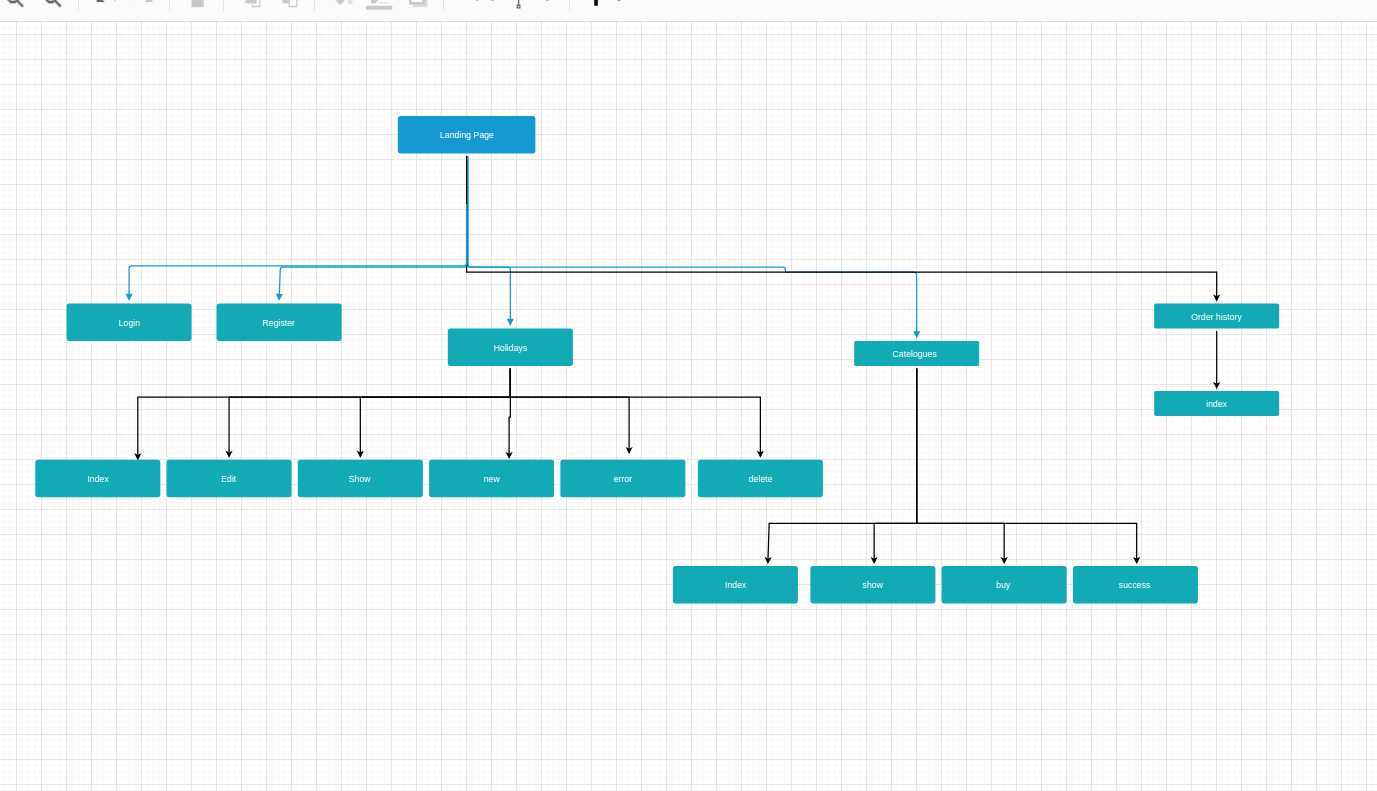 Landing Page
Login
Register
Holidays
Catelogues
Order history
index
Index
Edit
Show
new
error
delete
Index
show
buy
success